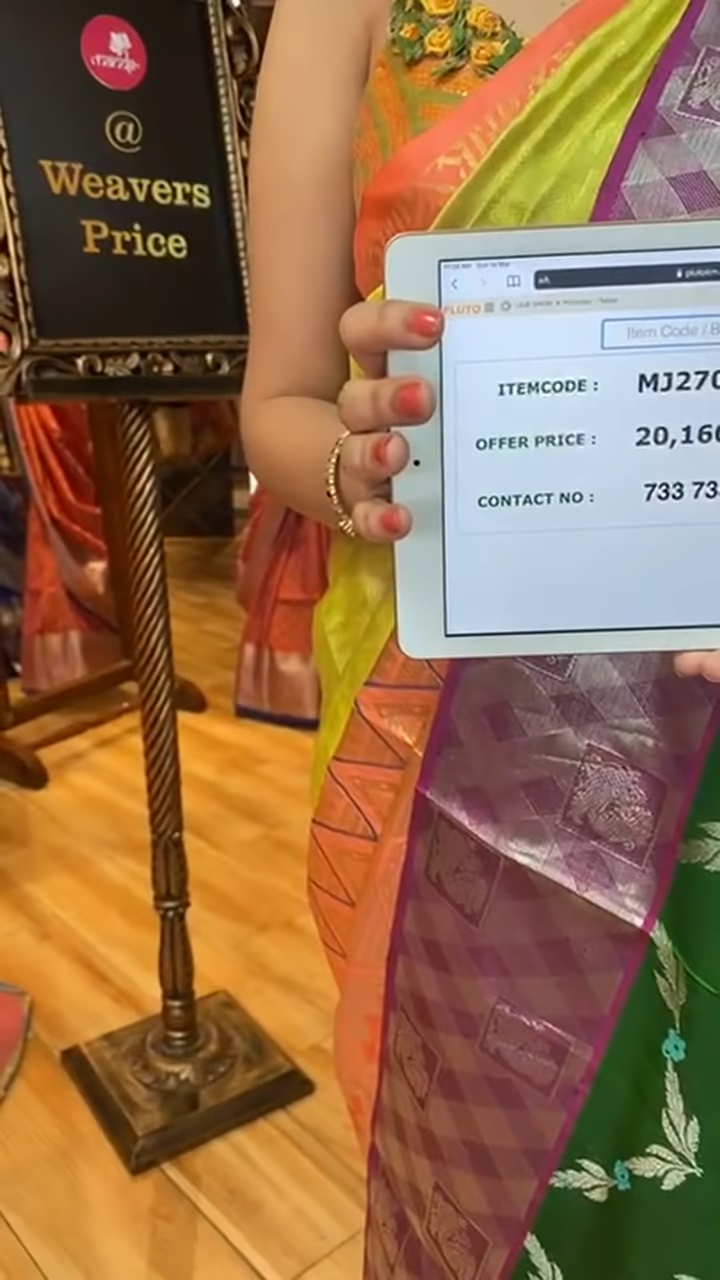 @
Weavers
Price
PLUTO
Item Code / B
ITEMCODE : MJ270
OFFER PRICE : 20,160
CONTACT NO : 733 73